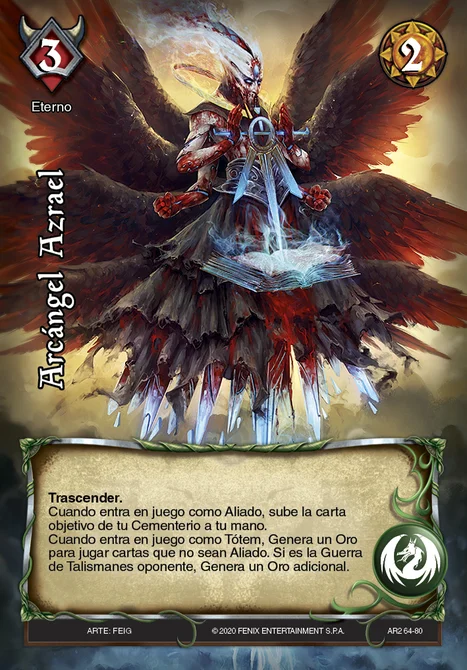 3
2
Eterno
Arcángel Azrael
Trascender.
Cuando entra en juego como Aliado, sube la carta
objetivo de tu Cementerio a tu mano.
Cuando entra en juego como Tótem, Genera un Oro
para jugar cartas que no sean Aliado. Si es la Guerra
de Talismanes oponente, Genera un Oro adicional.
ARTE: FEIG
© 2020 FENIX ENTERTAINMENT S.P.A.
AR2 64-80